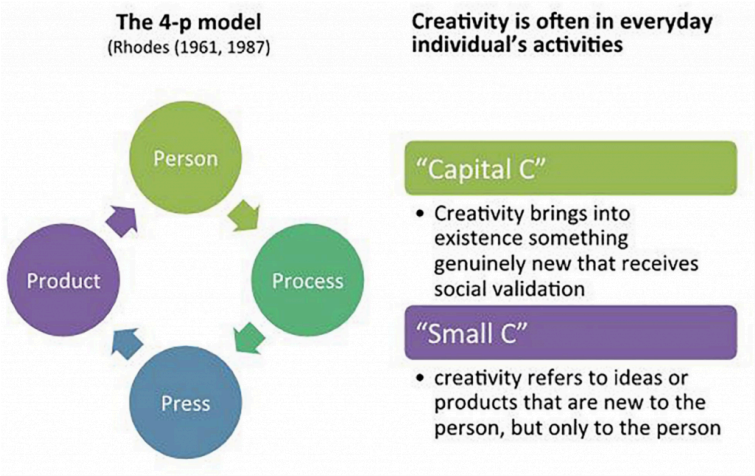 The 4-p model
(Rhodes (1961, 1987)
Person
Process
Press
Product
Creativity is often in everyday
individual's activities
"Capital C"
• Creativity brings into
existence something
genuinely new that receives
social validation
"Small C"
• creativity refers to ideas or
products that are new to the
person, but only to the person